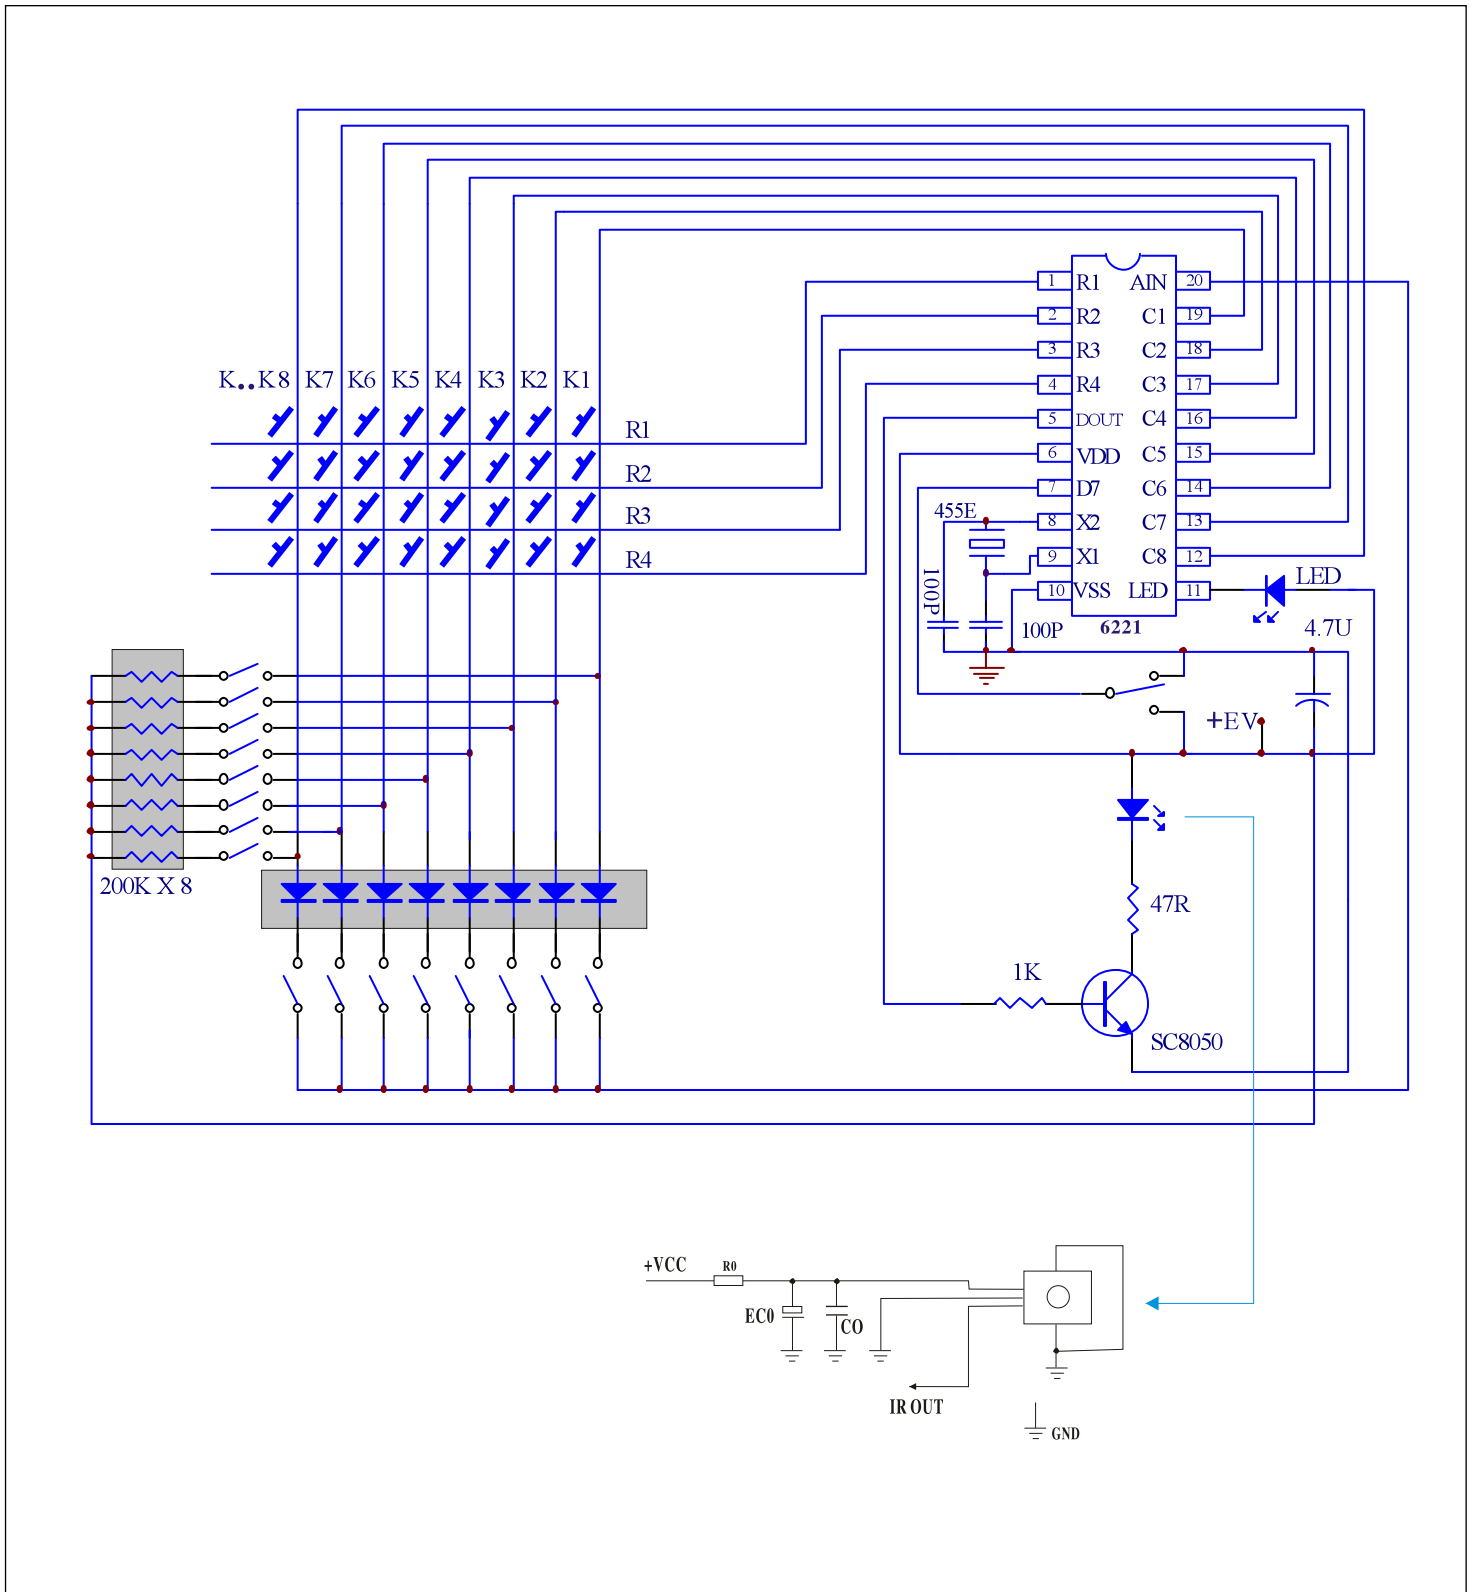 K..K8 K7 K6 K5 K4 K3 K2 K1
R1
R2
R3
R4
1 R1 AIN 20
2 R2 C1 19
3 R3 C2 18
4 R4 C3 17
5 DOUT C4 16
6 VDD C5 15
7 D7 C6 14
8 X2 C7 13
9 X1 C8 12
10 VSS LED 11
6221
455E
100P
100P
LED
4.7U
+EV
200K X 8
47R
1K
SC8050
+VCC
R0
EC0
CO
IR OUT
GND